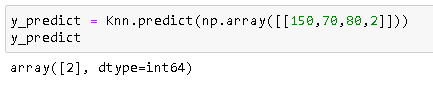 y_predict = Knn.predict(np.array([[150,70,80,2]]))
y_predict
array([2], dtype=int64)